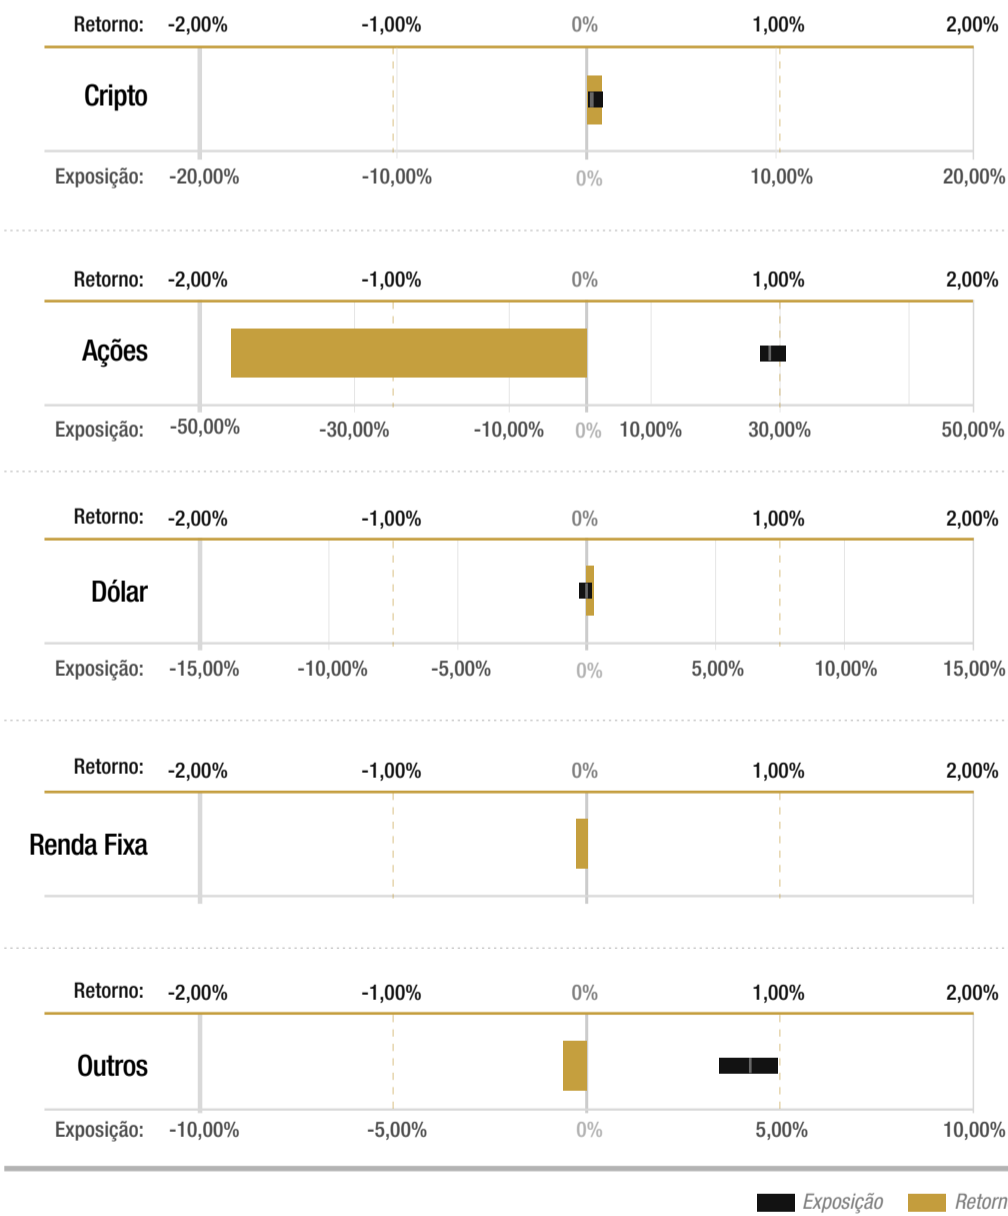 Retorno: -2,00% -1,00% 0% 1,00% 2,00%
Cripto
Exposição: -20,00% -10,00% 0% 10,00% 20,00%
Retorno: -2,00% -1,00% 0% 1,00% 2,00%
Ações
Exposição: -50,00% -30,00% -10,00% 0% 10,00% 30,00% 50,00%
Retorno: -2,00% -1,00% 0% 1,00% 2,00%
Dólar
Exposição: -15,00% -10,00% -5,00% 0% 5,00% 10,00% 15,00%
Retorno: -2,00% -1,00% 0% 1,00% 2,00%
Renda Fixa
Retorno: -2,00% -1,00% 0% 1,00% 2,00%
Outros
Exposição: -10,00% -5,00% 0% 5,00% 10,00%
Exposição Retorn